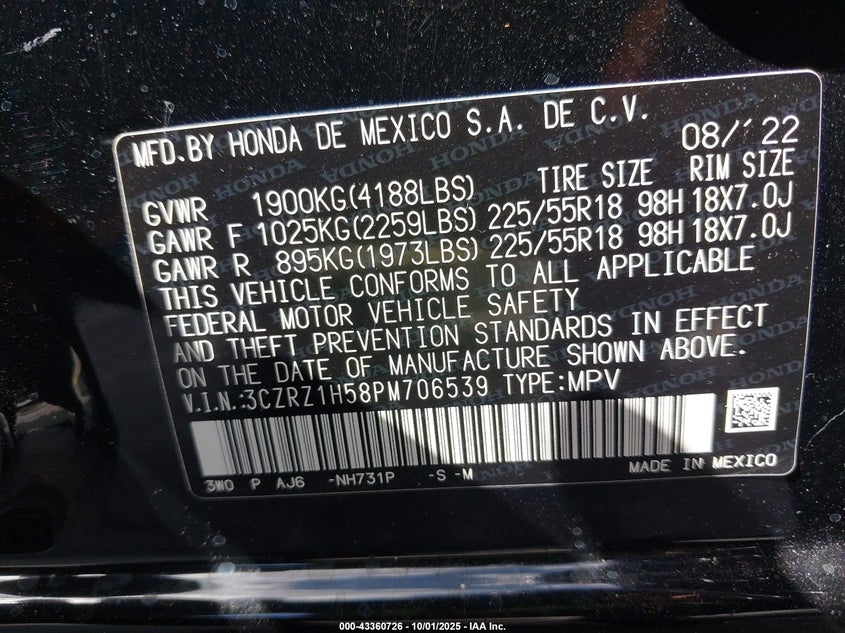 MFD.BY HONDA DE MEXICO S.A. DE C.V. 08/'22
TIRE SIZE RIM SIZE
GVWR 1900KG(4188LBS)
GAWR F 1025KG(2259LBS) 225/55R18 98H 18X7.0J
GAWR R 895KG(1973LBS) 225/55R18 98H 18X7.0J
THIS VEHICLE CONFORMS TO ALL APPLICABLE
FEDERAL MOTOR VEHICLE SAFETY
AND THEFT PREVENTION STANDARDS IN EFFECT
ON THE DATE OF MANUFACTURE SHOWN ABOVE.
V.I.N.:3CZRZ1H58PM706539 TYPE:MPV
3W0 P AJ6 -NH731P -S -M MADE IN MEXICO
000-43360726 - 10/01/2025 - IAA Inc.